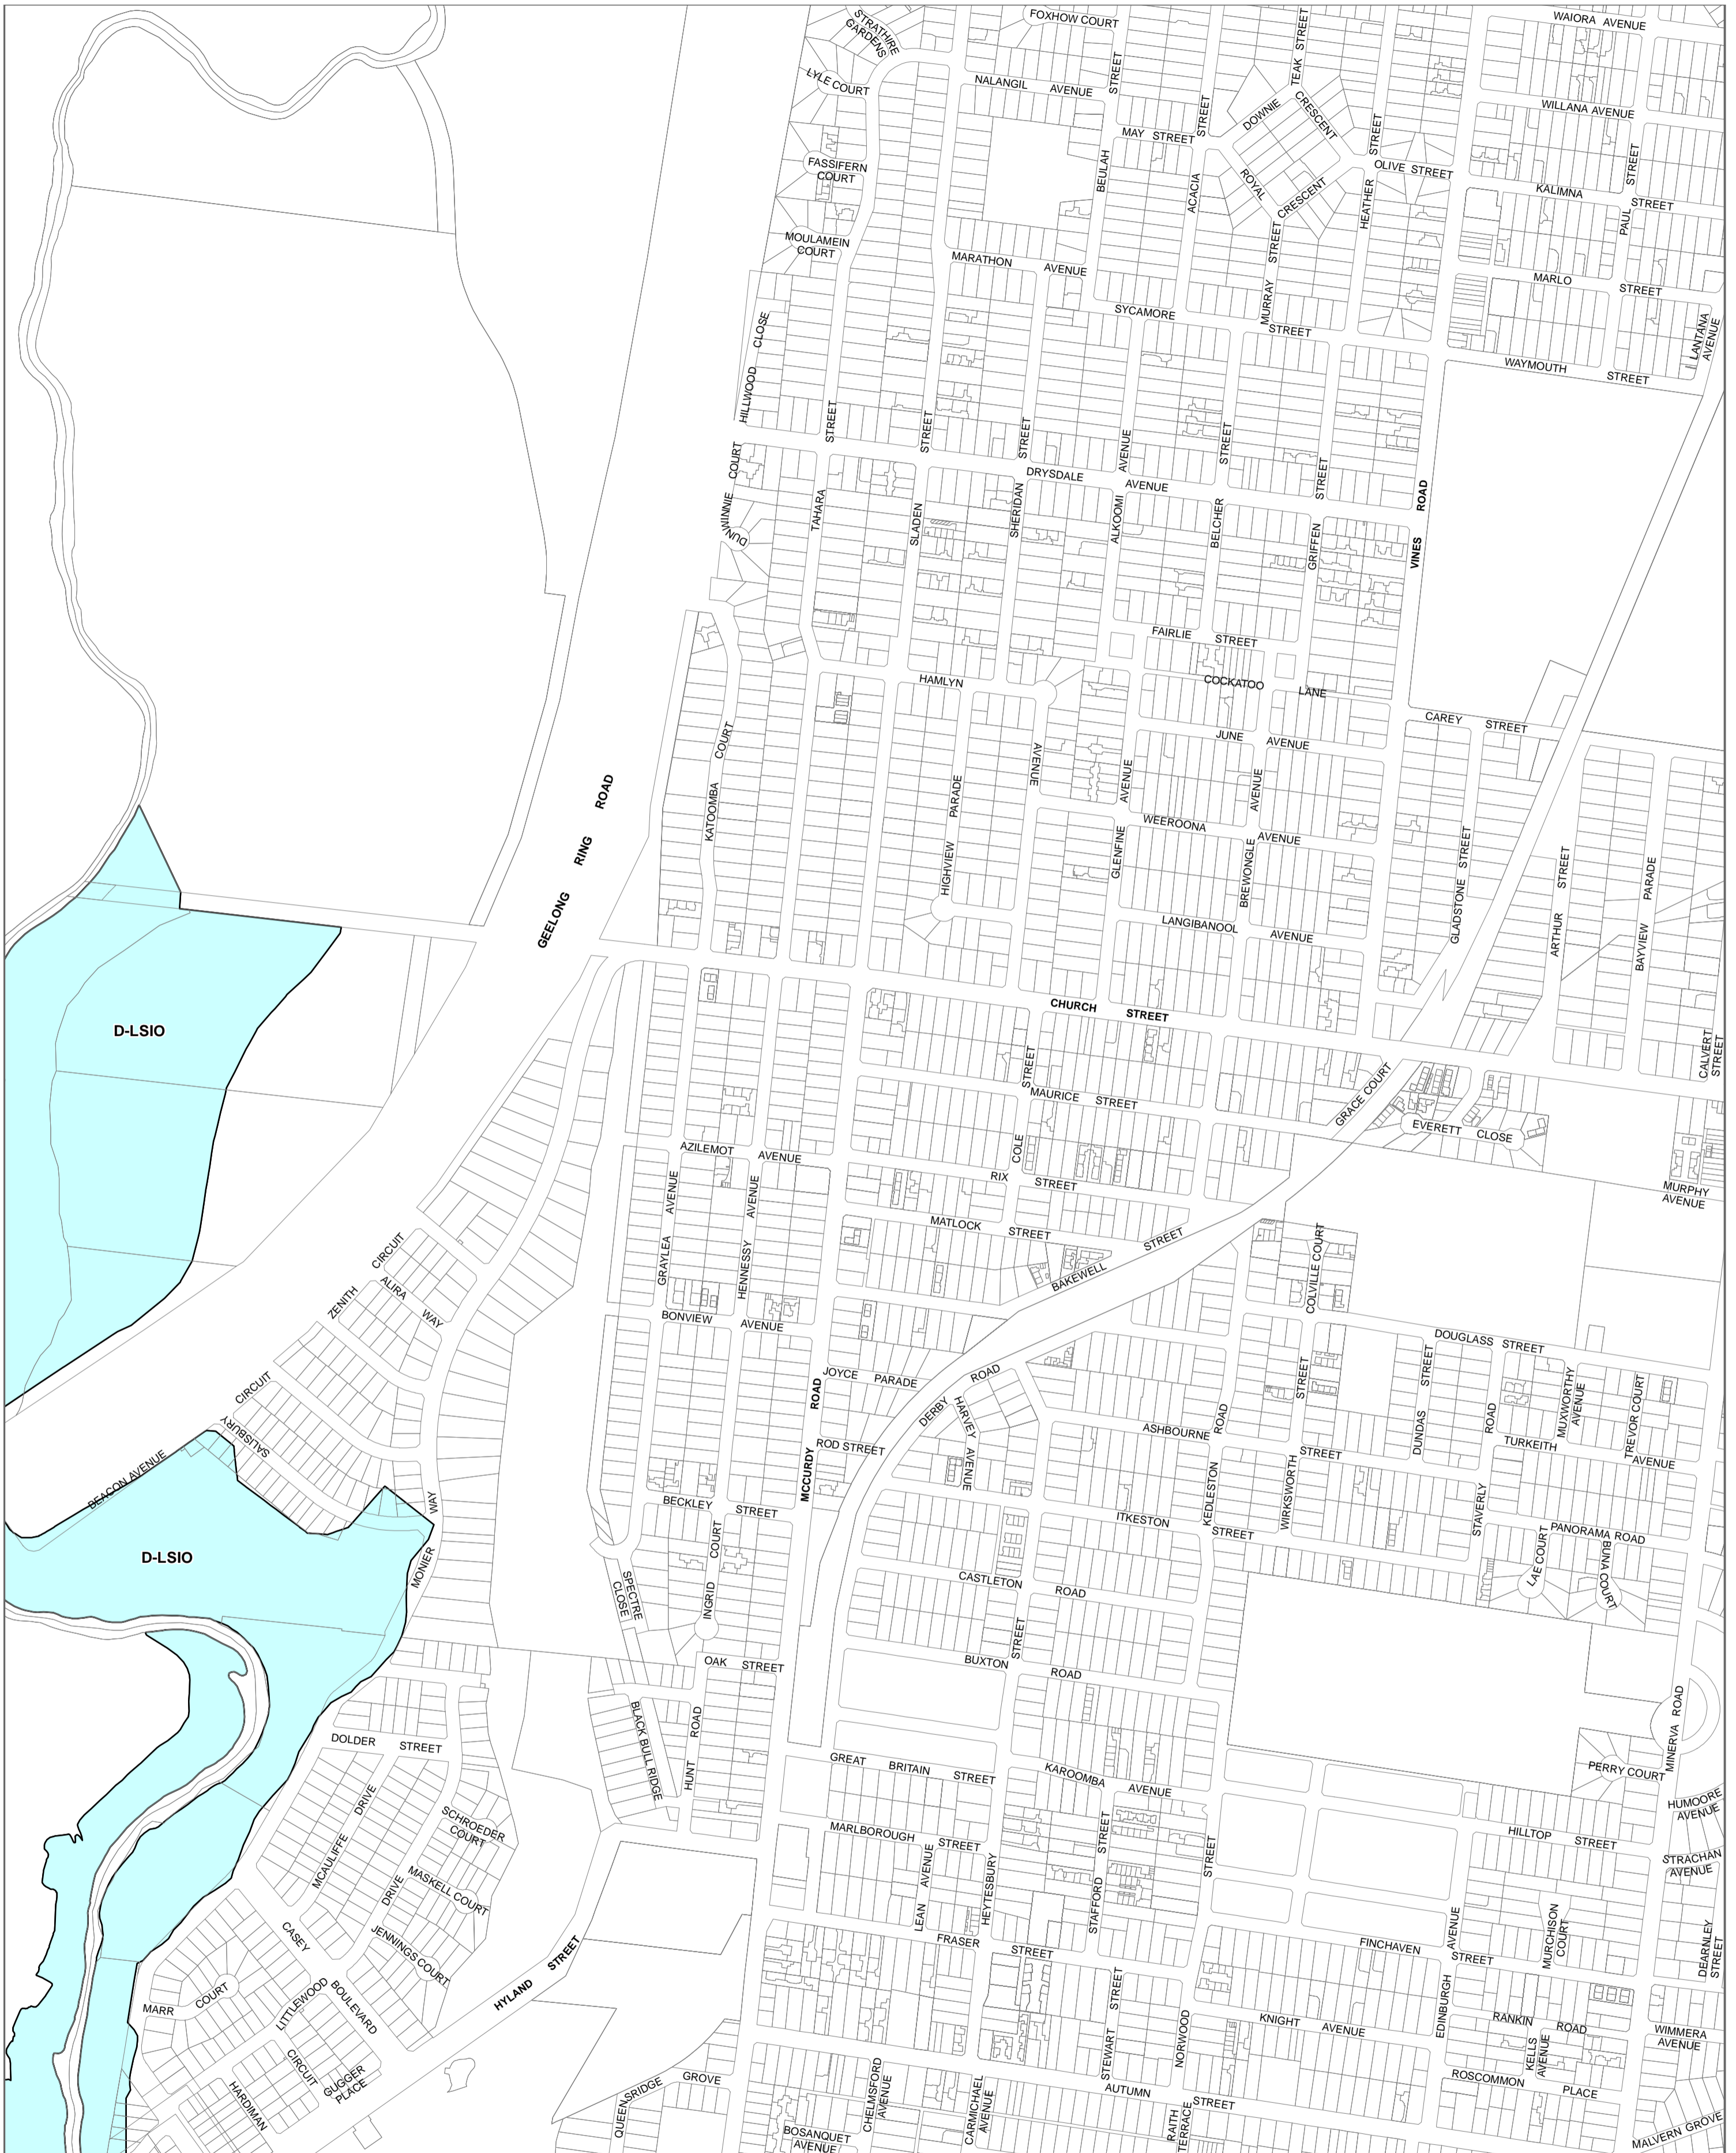 STRATHIRE
GARDENS
FOXHOW COURT
TEAK STREET
WAIORA AVENUE
LYLE COURT
NALANGIL AVENUE
STREET
STREET
DOWNIE
CRESCENT
WILLANA AVENUE
MAY STREET
STREET
FASSIFERN
COURT
BEULAH
ACACIA
ROYAL
CRESCENT
HEATHER
OLIVE STREET
KALIMNA STREET
STREET
PAUL
MOULAMEIN
COURT
MARATHON AVENUE
STREET
MURRAY
MARLO STREET
SYCAMORE STREET
LANTANA
AVENUE
HILLWOOD CLOSE
WAYMOUTH STREET
STREET
STREET
STREET
AVENUE
STREET
STREET
DRYSDALE AVENUE
DUNWINNIE COURT
TAHARA
SLADEN
SHERIDAN
ALKOOMI
BELCHER
GRIFFEN
VINES ROAD
FAIRLIE STREET
HAMLYN
AVENUE
COCKATOO LANE
CAREY STREET
JUNE AVENUE
KATOOMBA COURT
GEELONG RING ROAD
HIGHVIEW PARADE
GLENFINE AVENUE
WEEROONA AVENUE
BREWONGLE AVENUE
GLADSTONE STREET
ARTHUR STREET
BAYVIEW PARADE
LANGIBANOOL AVENUE
D-LSIO
CHURCH STREET
CALVERT
STREET
MAURICE STREET
COLE STREET
GRACE COURT
EVERETT CLOSE
AZILEMOT AVENUE
RIX STREET
MURPHY
AVENUE
GRAYLEA AVENUE
HENNESSY AVENUE
MATLOCK STREET
BAKEWELL STREET
COLVILLE COURT
ZENITH CIRCUIT
ALIRA WAY
BONVIEW AVENUE
DOUGLASS STREET
JOYCE PARADE
MCCURDY ROAD
DERBY ROAD
HARVEY AVENUE
ROD STREET
SALISBURY
CIRCUIT
BEACON AVENUE
ASHBOURNE STREET
KEDLESTON ROAD
WIRKSWORTH STREET
DUNDAS STREET
STAVERLY ROAD
MUXWORTHY
AVENUE
TREVOR COURT
TURKEITH AVENUE
BECKLEY STREET
ITKESTON STREET
PANORAMA ROAD
LAE COURT
BUNA COURT
D-LSIO
MONIER WAY
SPECTRE
CLOSE
INGRID COURT
CASTLETON ROAD
STREET
OAK STREET
BUXTON ROAD
BLACK BULL RIDGE
HUNT ROAD
MINERVA ROAD
DOLDER STREET
GREAT BRITAIN STREET
KAROOMBA AVENUE
PERRY COURT
HUMOORE
AVENUE
MCAULIFFE DRIVE
SCHROEDER
COURT
MARLBOROUGH STREET
HILLTOP STREET
STRACHAN
AVENUE
MASKELL COURT
DRIVE
LEAN AVENUE
HEYTESBURY
STAFFORD STREET
STREET
CASEY
BOULEVARD
JENNINGS COURT
FRASER STREET
FINCHAVEN STREET
MURCHISON
COURT
DEARNLEY
STREET
HYLAND STREET
MARR COURT
LITTLEWOOD
CIRCUIT
GUGGER
PLACE
HARDIMAN
STEWART STREET
NORWOOD
KNIGHT AVENUE
EDINBURGH AVENUE
RANKIN ROAD
KELLS
AVENUE
WIMMERA
AVENUE
QUEENS
RIDGE GROVE
CHELMSFORD
AVENUE
CARMICHAEL
AVENUE
AUTUMN STREET
RAITH
TERRACE
ROSCOMMON PLACE
BOSANQUET
AVENUE
MALVERN GROVE